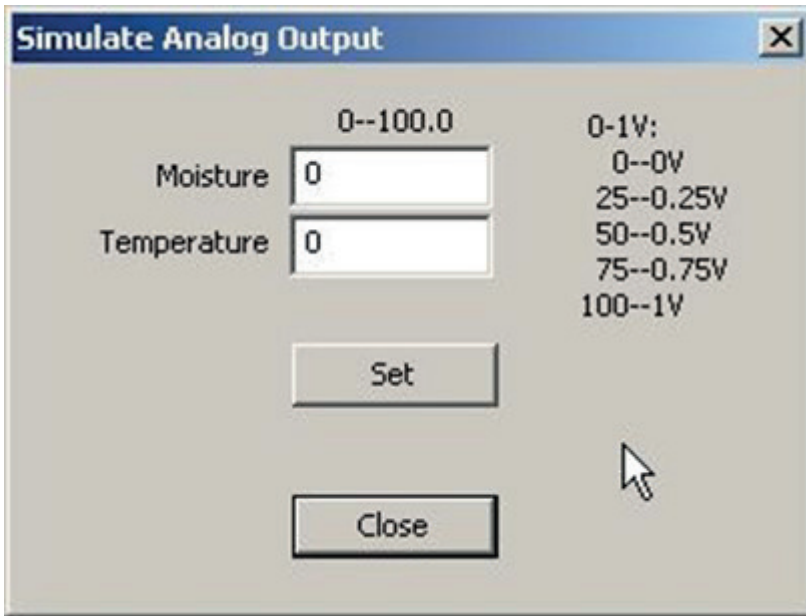 Simulate Analog Output
0--100.0
Moisture 0
Temperature 0
0-1V:
0--0V
25--0.25V
50--0.5V
75--0.75V
100--1V
Set
Close